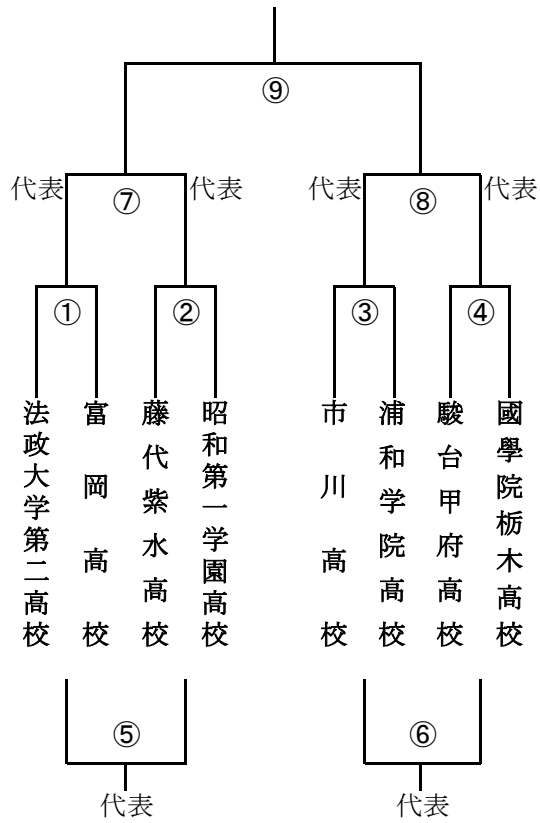 ⑨
代表 ⑦ 代表 代表 ⑧ 代表
① ② ③ ④
法政大学第二高校
富岡高校
藤代紫水高校
昭和第一学園高校
市川高校
浦和学院高校
駿台甲府高校
國學院栃木高校
⑤ ⑥
代表 代表